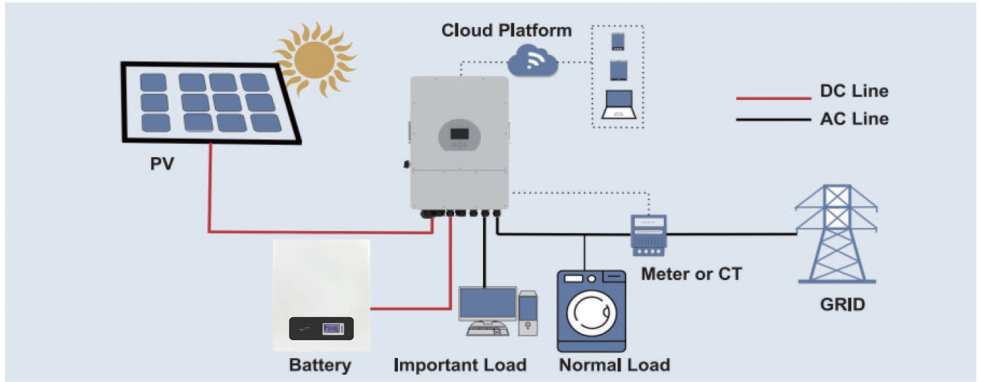 Cloud Platform
DC Line
AC Line
PV
Meter or CT
GRID
Battery
Important Load
Normal Load